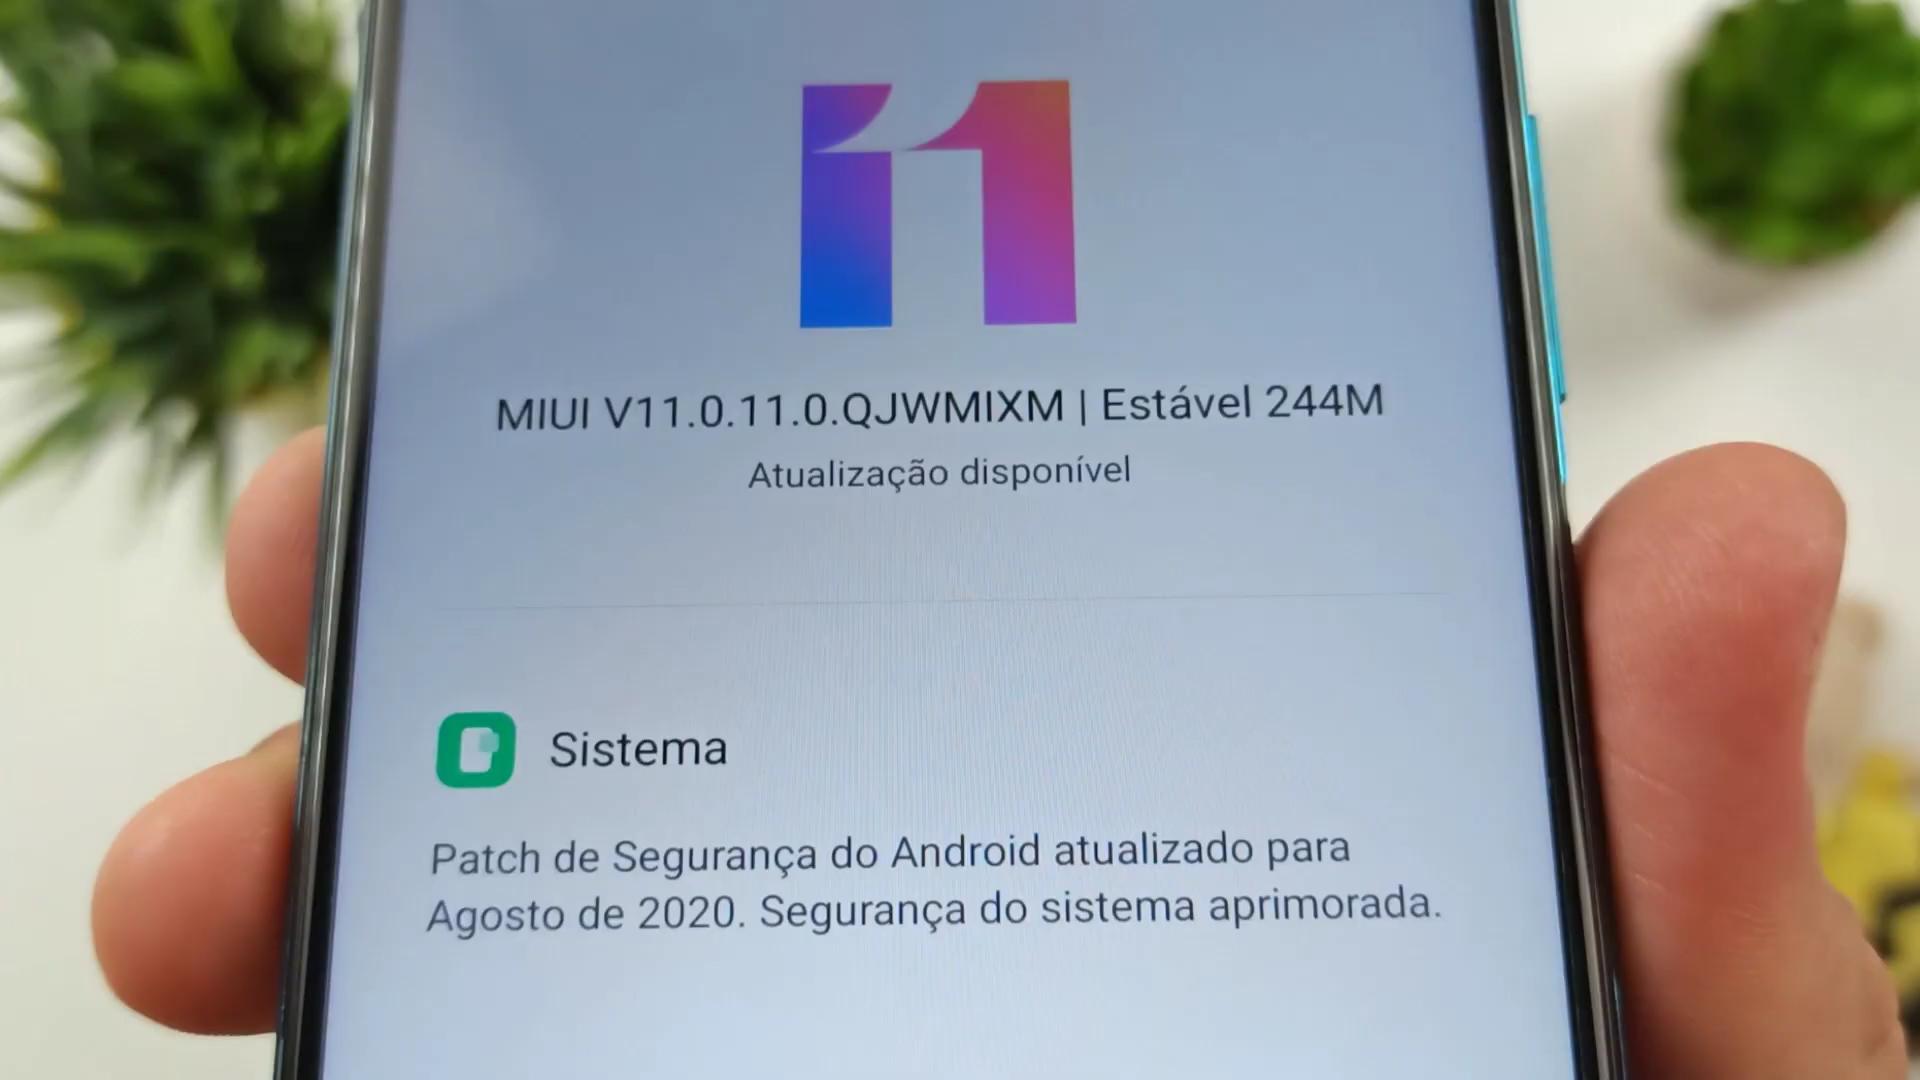 11
MIUI V11.0.11.0.QJWMIXM | Estável 244M
Atualização disponível
Sistema
Patch de Segurança do Android atualizado para
Agosto de 2020. Segurança do sistema aprimorada.